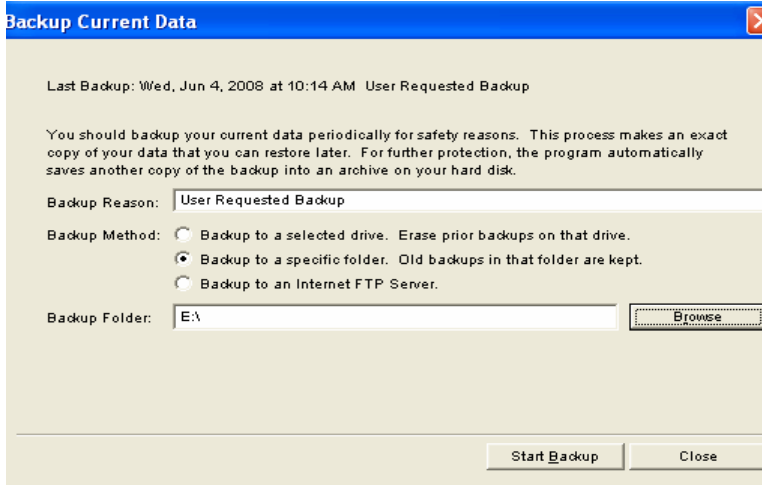 Backup Current Data
Last Backup: Wed, Jun 4, 2008 at 10:14 AM User Requested Backup
You should backup your current data periodically for safety reasons. This process makes an exact
copy of your data that you can restore later. For further protection, the program automatically
saves another copy of the backup into an archive on your hard disk.
Backup Reason: User Requested Backup
Backup Method: Backup to a selected drive. Erase prior backups on that drive.
Backup to a specific folder. Old backups in that folder are kept.
Backup to an Internet FTP Server.
Backup Folder: E:\ Browse
Start Backup Close